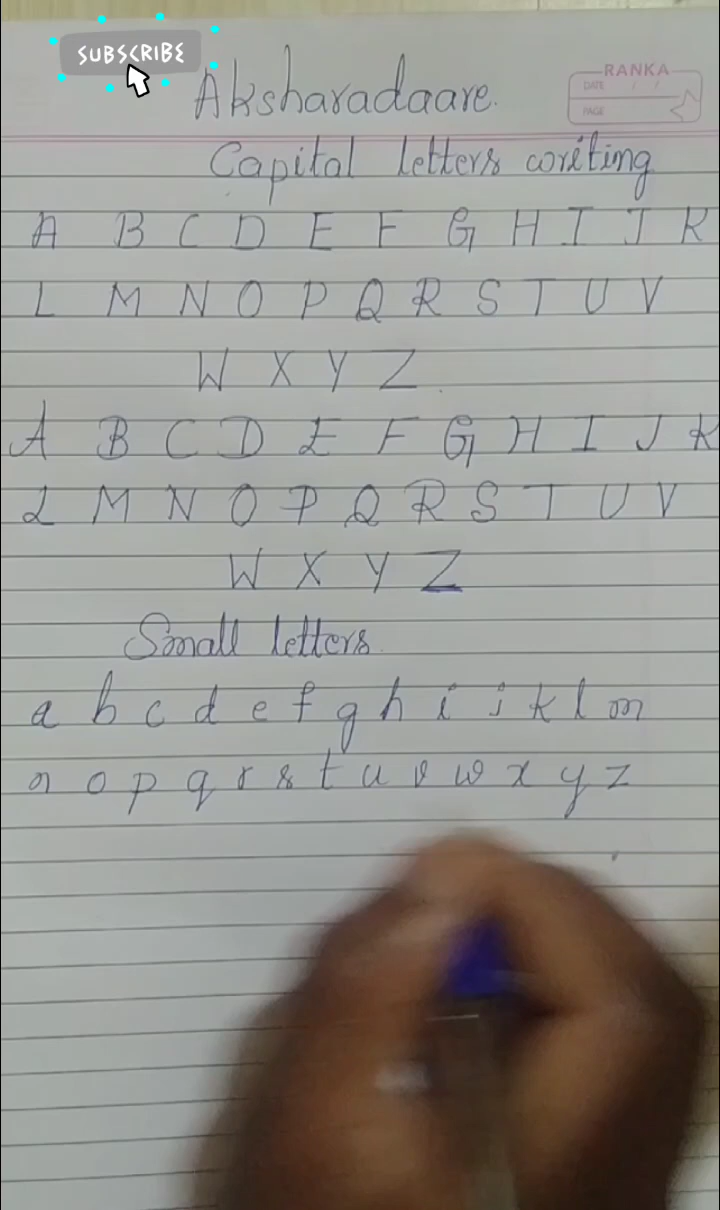 SUBSCRIBE
Aksharadaare.
RANKA
DATE / /
PAGE
Capital letters writing
A B C D E F G H I J K
L M N O P Q R S T U V
W X Y Z
A B C D E F G H I J K
L M N O P Q R S T U V
W X Y Z
Small letters
a b c d e f g h i j k l m
n o p q r s t u v w x y z